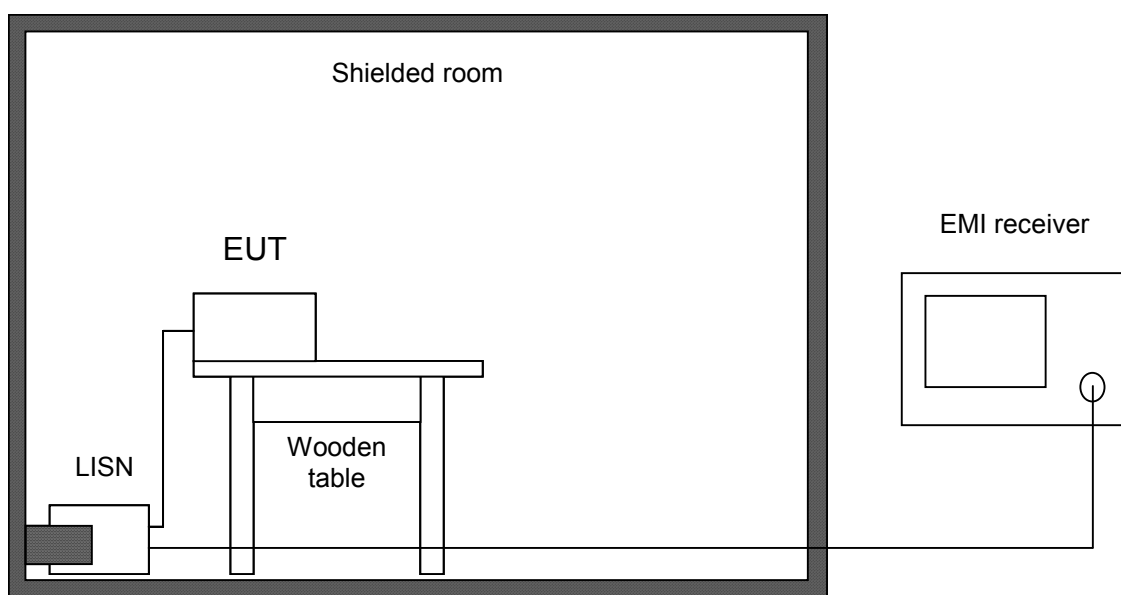 Shielded room
EMI receiver
EUT
Wooden
table
LISN